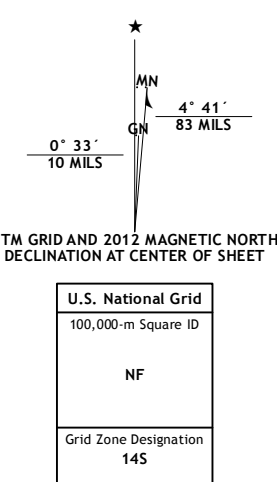 MN
4° 41´
GN
83 MILS
0° 33´
10 MILS
TM GRID AND 2012 MAGNETIC NORTH
DECLINATION AT CENTER OF SHEET
U.S. National Grid
100,000-m Square ID
NF
Grid Zone Designation
14S